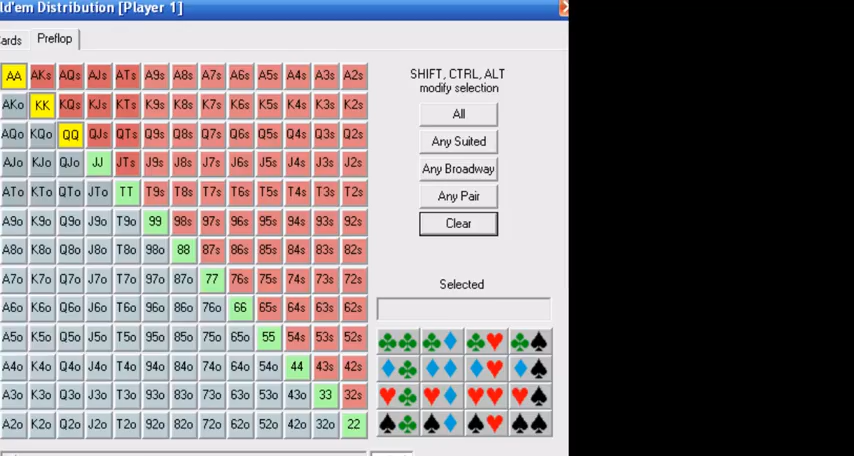 ld'em Distribution [Player 1]
ards Preflop
AA AKs AQs AJs ATs A9s A8s A7s A6s A5s A4s A3s A2s
AKo KK KQs KJs KTs K9s K8s K7s K6s K5s K4s K3s K2s
AQo KQo QQ QJs QTs Q9s Q8s Q7s Q6s Q5s Q4s Q3s Q2s
AJo KJo QJo JJ JTs J9s J8s J7s J6s J5s J4s J3s J2s
ATo KTo QTo JTo TT T9s T8s T7s T6s T5s T4s T3s T2s
A9o K9o Q9o J9o T9o 99 98s 97s 96s 95s 94s 93s 92s
A8o K8o Q8o J8o T8o 98o 88 87s 86s 85s 84s 83s 82s
A7o K7o Q7o J7o T7o 97o 87o 77 76s 75s 74s 73s 72s
A6o K6o Q6o J6o T6o 96o 86o 76o 66 65s 64s 63s 62s
A5o K5o Q5o J5o T5o 95o 85o 75o 65o 55 54s 53s 52s
A4o K4o Q4o J4o T4o 94o 84o 74o 64o 54o 44 43s 42s
A3o K3o Q3o J3o T3o 93o 83o 73o 63o 53o 43o 33 32s
A2o K2o Q2o J2o T2o 92o 82o 72o 62o 52o 42o 32o 22
SHIFT, CTRL, ALT
modify selection
All
Any Suited
Any Broadway
Any Pair
Clear
Selected